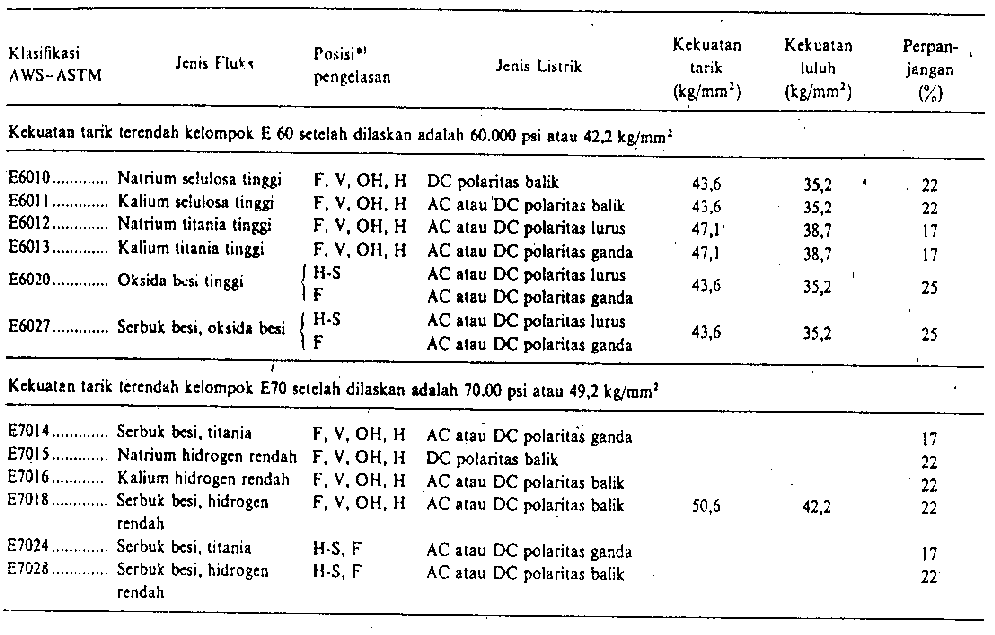 Klasifikasi AWS-ASTM Jenis Fluks Posisi*) pengelasan Jenis Listrik Kekuatan tarik (kg/mm²) Kekuatan luluh (kg/mm²) Perpan-jangan (%)
Kekuatan tarik terendah kelompok E 60 setelah dilaskan adalah 60.000 psi atau 42,2 kg/mm²
E6010............ Natrium selulosa tinggi F, V, OH, H DC polaritas balik 43,6 35,2 22
E6011............ Kalium selulosa tinggi F, V, OH, H AC atau DC polaritas balik 43,6 35,2 22
E6012............ Natrium titania tinggi F, V, OH, H AC atau DC polaritas lurus 47,1 38,7 17
E6013............ Kalium titania tinggi F, V, OH, H AC atau DC polaritas ganda 47,1 38,7 17
H-S AC atau DC polaritas lurus
E6020............ Oksida besi tinggi 43,6 35,2 25
F AC atau DC polaritas ganda
H-S AC atau DC polaritas lurus
E6027............ Serbuk besi, oksida besi 43,6 35,2 25
F AC atau DC polaritas ganda
Kekuatan tarik terendah kelompok E70 setelah dilaskan adalah 70.00 psi atau 49,2 kg/mm²
E7014............ Serbuk besi, titania F, V, OH, H AC atau DC polaritas ganda 17
E7015............ Natrium hidrogen rendah F, V, OH, H DC polaritas balik 22
E7016............ Kalium hidrogen rendah F, V, OH, H AC atau DC polaritas balik 22
E7018............ Serbuk besi, hidrogen F, V, OH, H AC atau DC polaritas balik 50,6 42,2 22
rendah
E7024............ Serbuk besi, titania H-S, F AC atau DC polaritas ganda 17
E7028............ Serbuk besi, hidrogen H-S, F AC atau DC polaritas balik 22
rendah